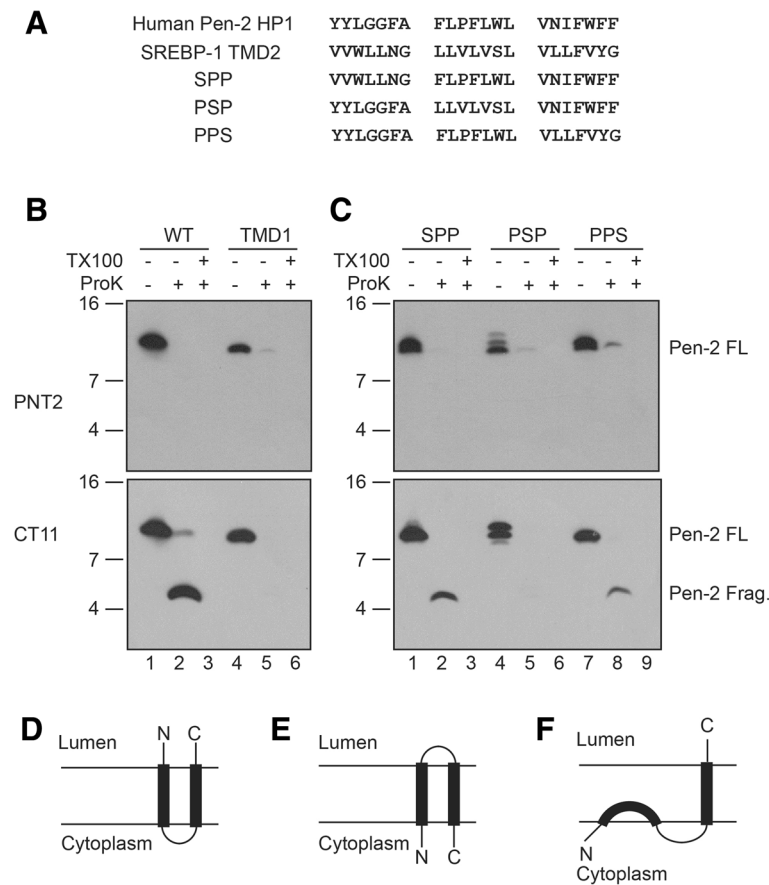 A
Human Pen-2 HP1 YYLGGFA FLPFLWL VNIFWFF
SREBP-1 TMD2 VVWLLNG LLVLVSL VLLFVYG
SPP VVWLLNG FLPFLWL VNIFWFF
PSP YYLGGFA LLVLVSL VNIFWFF
PPS YYLGGFA FLPFLWL VLLFVYG
B C
WT TMD1 SPP PSP PPS
TX100 - - + - - + - - + - - + - - +
ProK - + + - + + - + + - + + - + +
16 16
Pen-2 FL
7 7
PNT2
4 4
16 16
CT11 Pen-2 FL
7 7
Pen-2 Frag.
4 4
1 2 3 4 5 6 1 2 3 4 5 6 7 8 9
D E F
N C C
Lumen Lumen Lumen
Cytoplasm Cytoplasm N C N
Cytoplasm